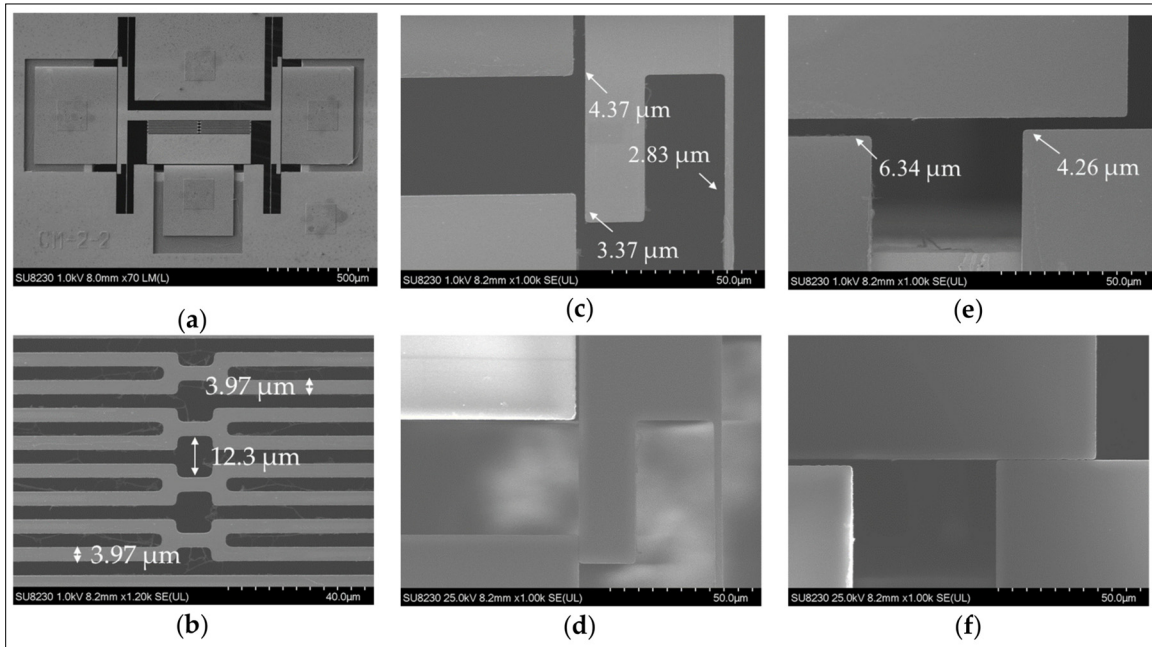 CM-2-2
SU8230 1.0kV 8.0mm x70 LM(L)
500µm
(a)
3.97 µm
12.3 µm
3.97 µm
SU8230 1.0kV 8.2mm x1.20k SE(UL)
40.0µm
(b)
4.37 µm
2.83 µm
3.37 µm
SU8230 1.0kV 8.2mm x1.00k SE(UL)
50.0µm
(c)
SU8230 25.0kV 8.2mm x1.00k SE(UL)
50.0µm
(d)
6.34 µm
4.26 µm
SU8230 1.0kV 8.2mm x1.00k SE(UL)
50.0µm
(e)
SU8230 25.0kV 8.2mm x1.00k SE(UL)
50.0µm
(f)